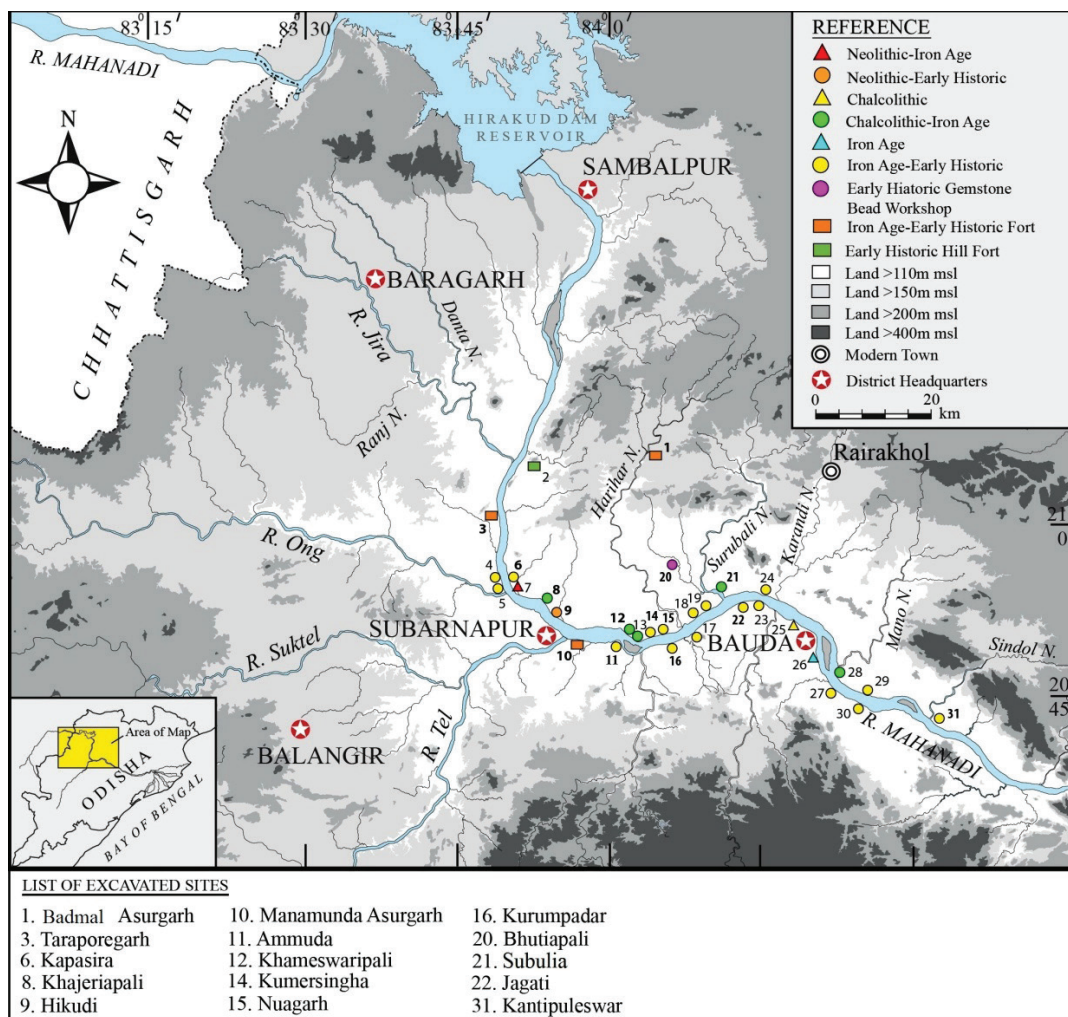 83 15
83 30
83 45
84 0
R. MAHANADI
CHHATTISGARH
N
HIRAKUD DAM
RESERVOIR
SAMBALPUR
BARAGARH
R. Jira
Danta N.
Ranj N.
Harihar N.
1
2
3
Rairakhol
R. Ong
Surubali N.
Karandi N.
21
0
4
5
6
7
8
9
20
21
24
19
18
22
23
17
25
SUBARNAPUR
10
11
12
13
14
15
16
BAUDA
26
Mano N.
Sindol N.
27
28
29
30
31
20
45
R. Suktel
R. Tel
BALANGIR
R. MAHANADI
Area of Map
ODISHA
BAY OF BENGAL
REFERENCE
Neolithic-Iron Age
Neolithic-Early Historic
Chalcolithic
Chalcolithic-Iron Age
Iron Age
Iron Age-Early Historic
Early Hiatoric Gemstone
Bead Workshop
Iron Age-Early Historic Fort
Early Historic Hill Fort
Land >110m msl
Land >150m msl
Land >200m msl
Land >400m msl
Modern Town
District Headquarters
0 20
km
LIST OF EXCAVATED SITES
1. Badmal Asurgarh
3. Taraporegarh
6. Kapasira
8. Khajeriapali
9. Hikudi
10. Manamunda Asurgarh
11. Ammuda
12. Khameswaripali
14. Kumersingha
15. Nuagarh
16. Kurumpadar
20. Bhutiapali
21. Subulia
22. Jagati
31. Kantipuleswar